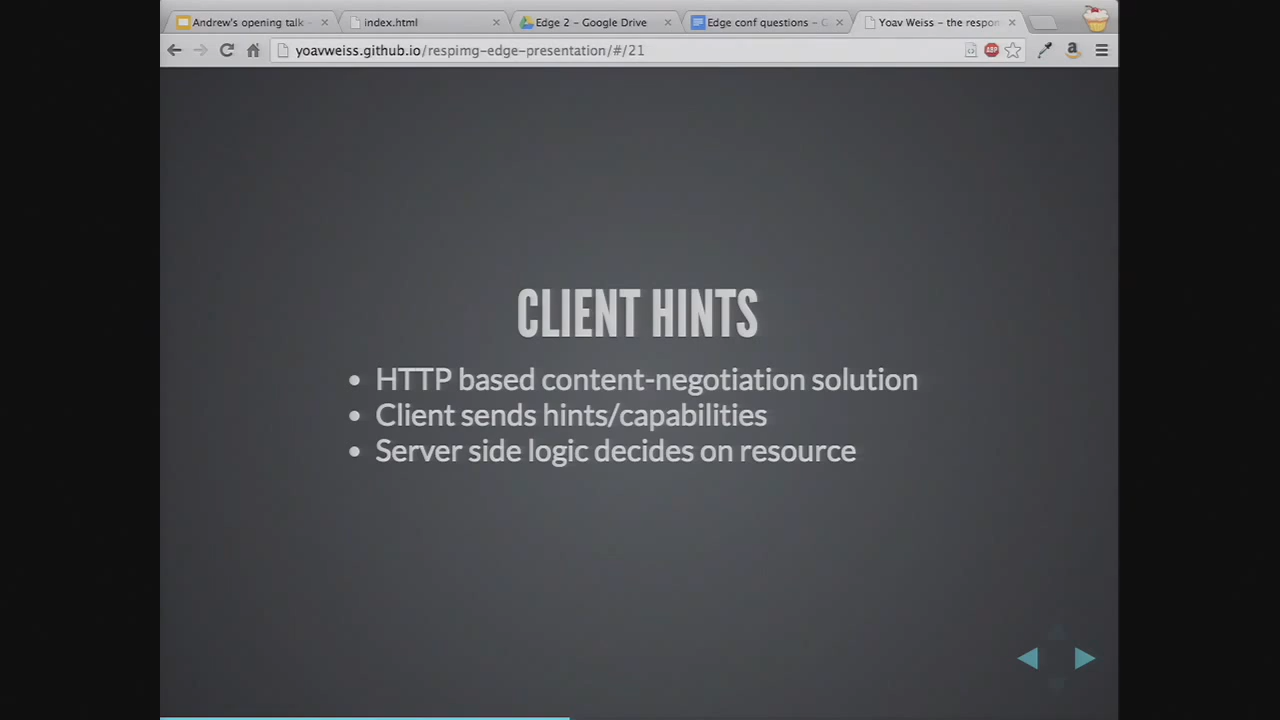 Andrew's opening talk
index.html
Edge 2 – Google Drive
Edge conf questions – G
Yoav Weiss – the respon
yoavweiss.github.io/respimg-edge-presentation/#/21
ABP
a
CLIENT HINTS
• HTTP based content-negotiation solution
• Client sends hints/capabilities
• Server side logic decides on resource